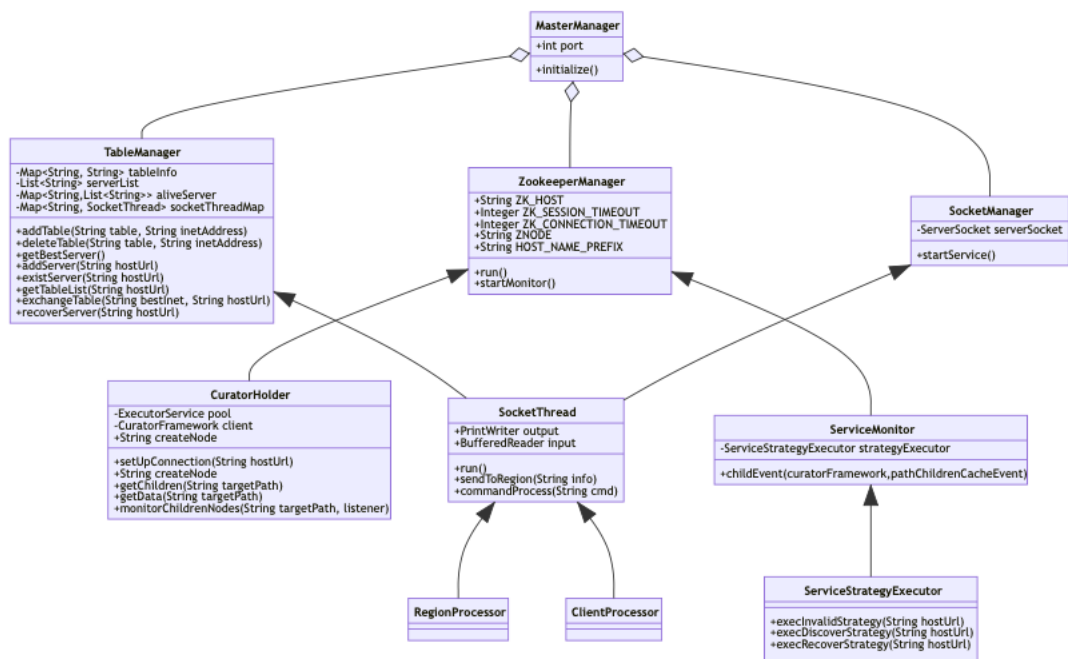 MasterManager
+int port
+initialize()
TableManager
-Map<String, String> tableInfo
-List<String> serverList
-Map<String,List<String>> aliveServer
-Map<String, SocketThread> socketThreadMap
+addTable(String table, String inetAddress)
+deleteTable(String table, String inetAddress)
+getBestServer()
+addServer(String hostUrl)
+existServer(String hostUrl)
+getTableList(String hostUrl)
+exchangeTable(String bestInet, String hostUrl)
+recoverServer(String hostUrl)
ZookeeperManager
+String ZK_HOST
+Integer ZK_SESSION_TIMEOUT
+Integer ZK_CONNECTION_TIMEOUT
+String ZNODE
+String HOST_NAME_PREFIX
+run()
+startMonitor()
SocketManager
-ServerSocket serverSocket
+startService()
CuratorHolder
-ExecutorService pool
-CuratorFramework client
+String createNode
+setUpConnection(String hostUrl)
+String createNode
+getChildren(String targetPath)
+getData(String targetPath)
+monitorChildrenNodes(String targetPath, listener)
SocketThread
+PrintWriter output
+BufferedReader input
+run()
+sendToRegion(String info)
+commandProcess(String cmd)
ServiceMonitor
-ServiceStrategyExecutor strategyExecutor
+childEvent(curatorFramework,pathChildrenCacheEvent)
RegionProcessor
ClientProcessor
ServiceStrategyExecutor
+execInvalidStrategy(String hostUrl)
+execDiscoverStrategy(String hostUrl)
+execRecoverStrategy(String hostUrl)